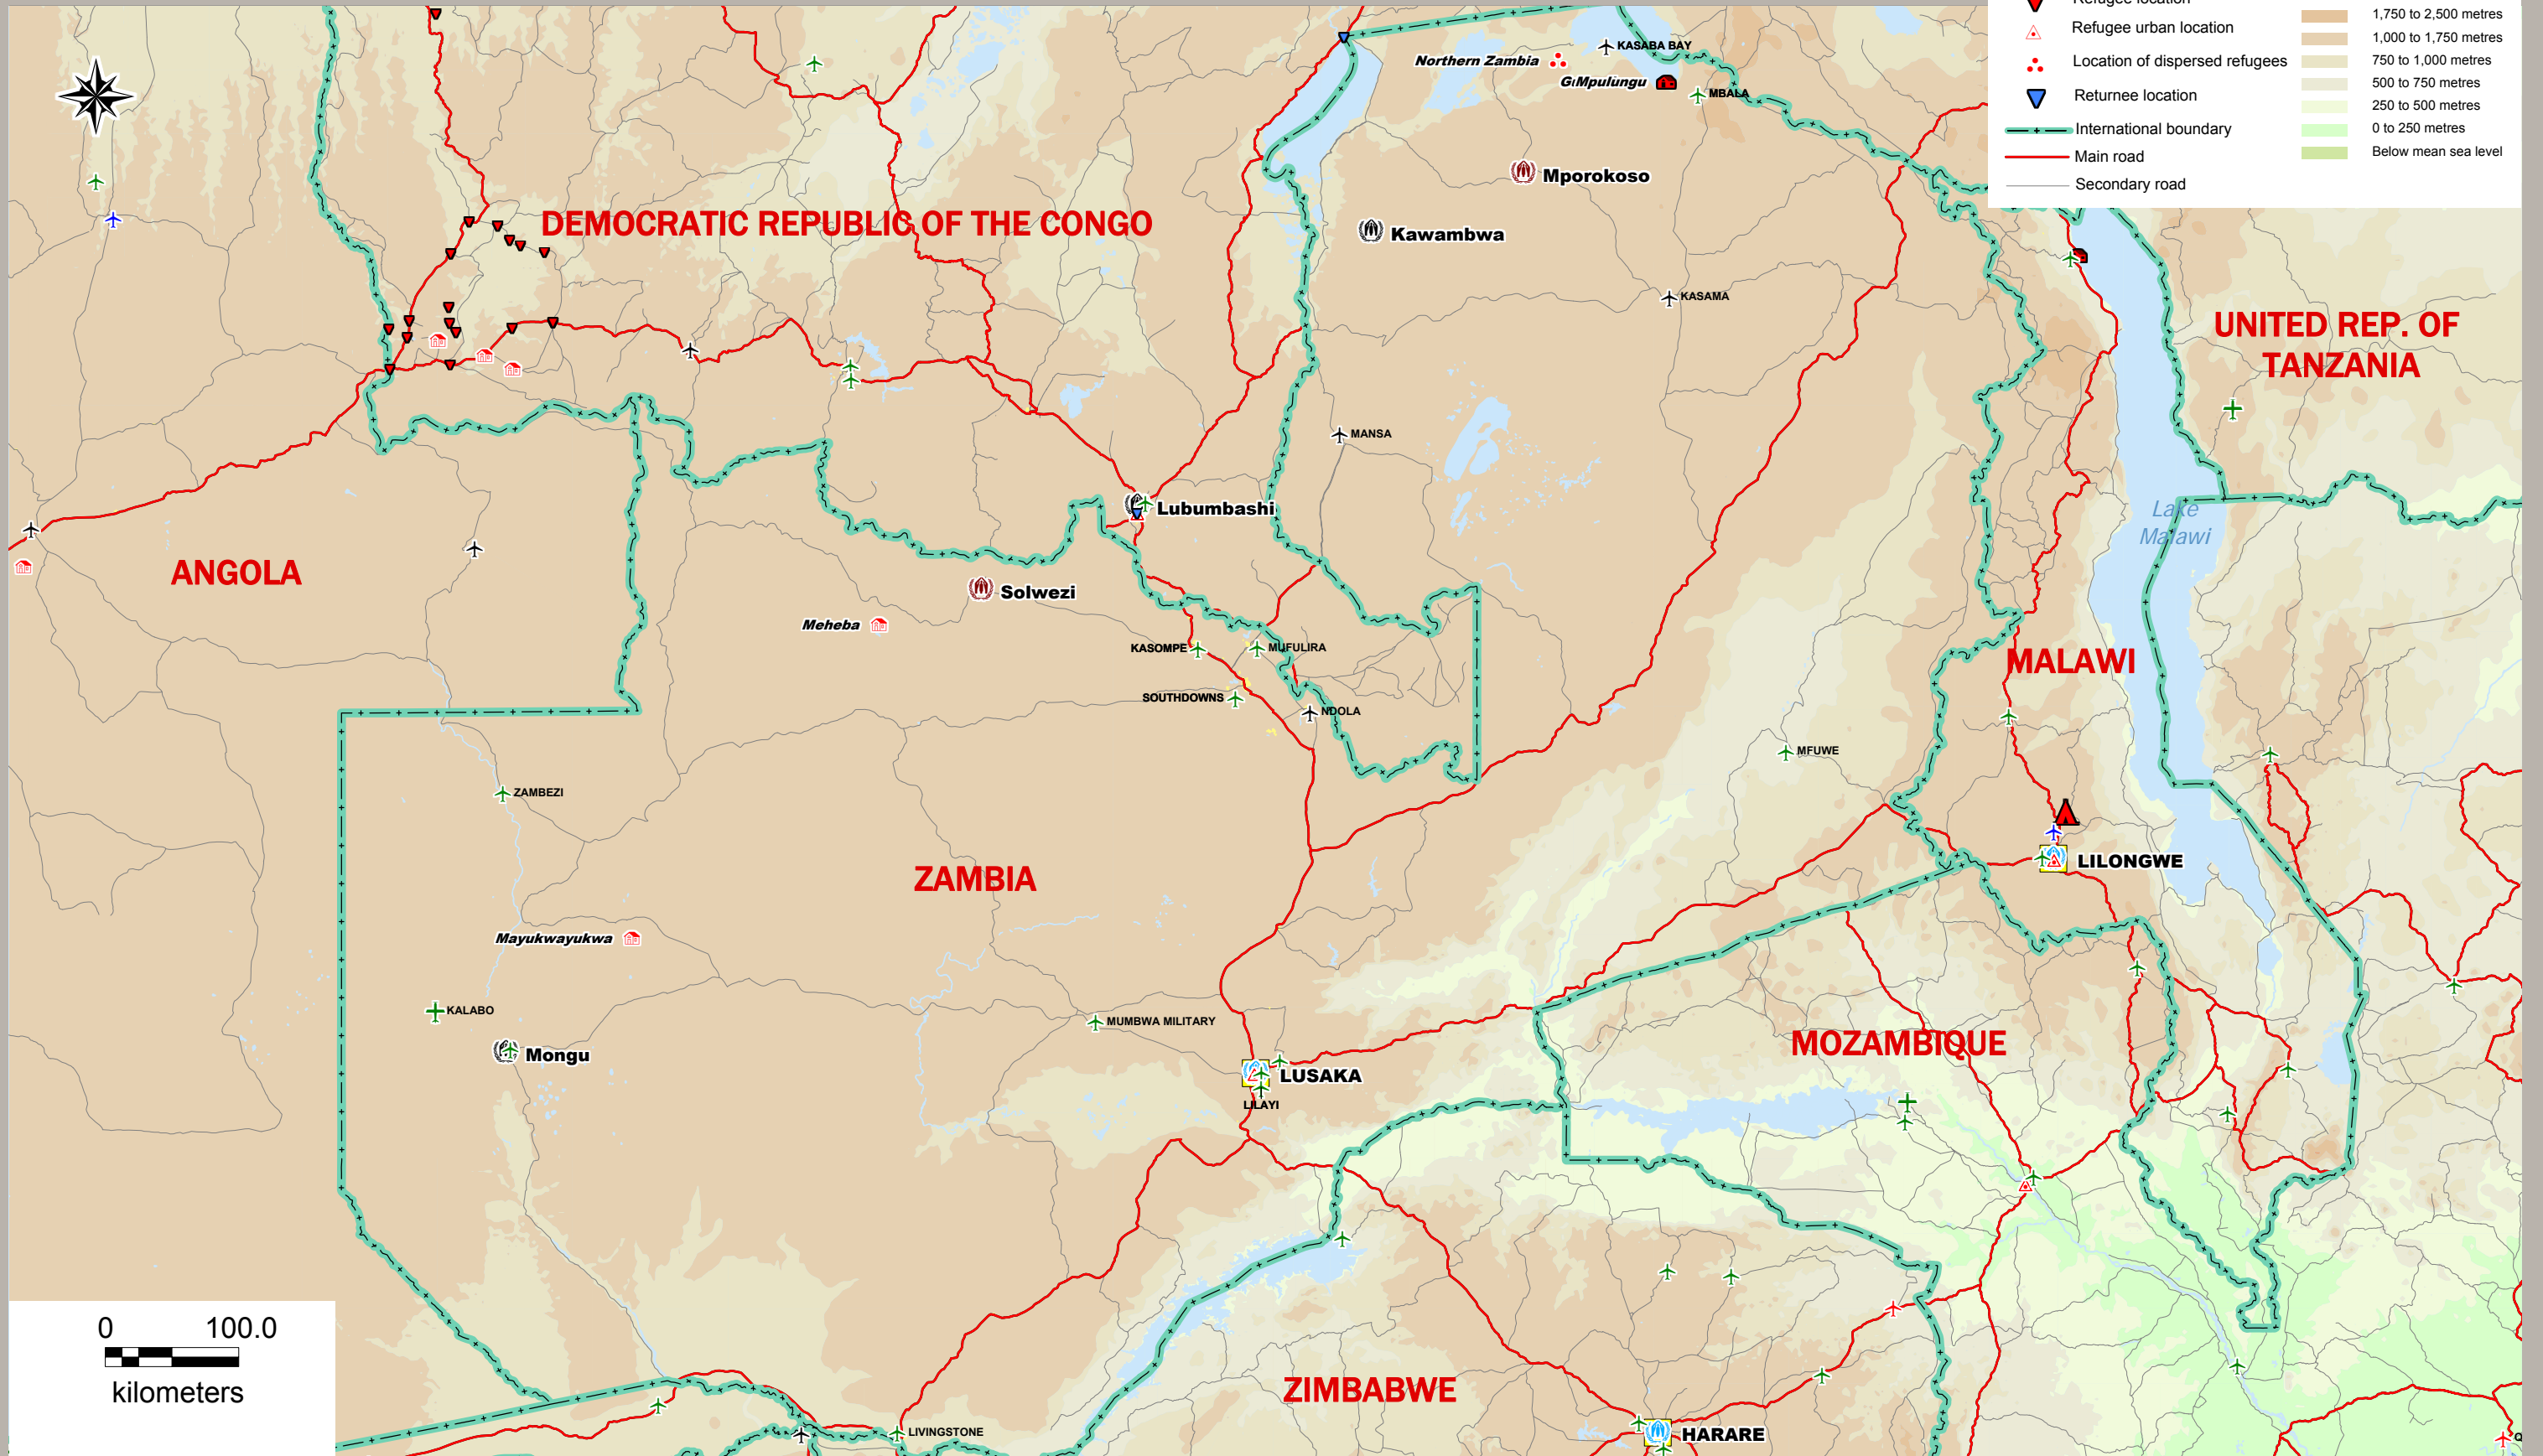 Refugee location
Refugee urban location
Location of dispersed refugees
Returnee location
International boundary
Main road
Secondary road
1,750 to 2,500 metres
1,000 to 1,750 metres
750 to 1,000 metres
500 to 750 metres
250 to 500 metres
0 to 250 metres
Below mean sea level
KASABA BAY
Northern Zambia
Mpulungu
MBALA
Mporokoso
DEMOCRATIC REPUBLIC OF THE CONGO
Kawambwa
KASAMA
UNITED REP. OF
TANZANIA
MANSA
Lubumbashi
Lake
Malawi
ANGOLA
Solwezi
Meheba
KASOMPE
MUFULIRA
MALAWI
SOUTHDOWNS
NDOLA
MFUWE
ZAMBEZI
LILONGWE
ZAMBIA
Mayukwayukwa
KALABO
MUMBWA MILITARY
MOZAMBIQUE
Mongu
LUSAKA
LILAYI
0 100.0
kilometers
ZIMBABWE
LIVINGSTONE
HARARE